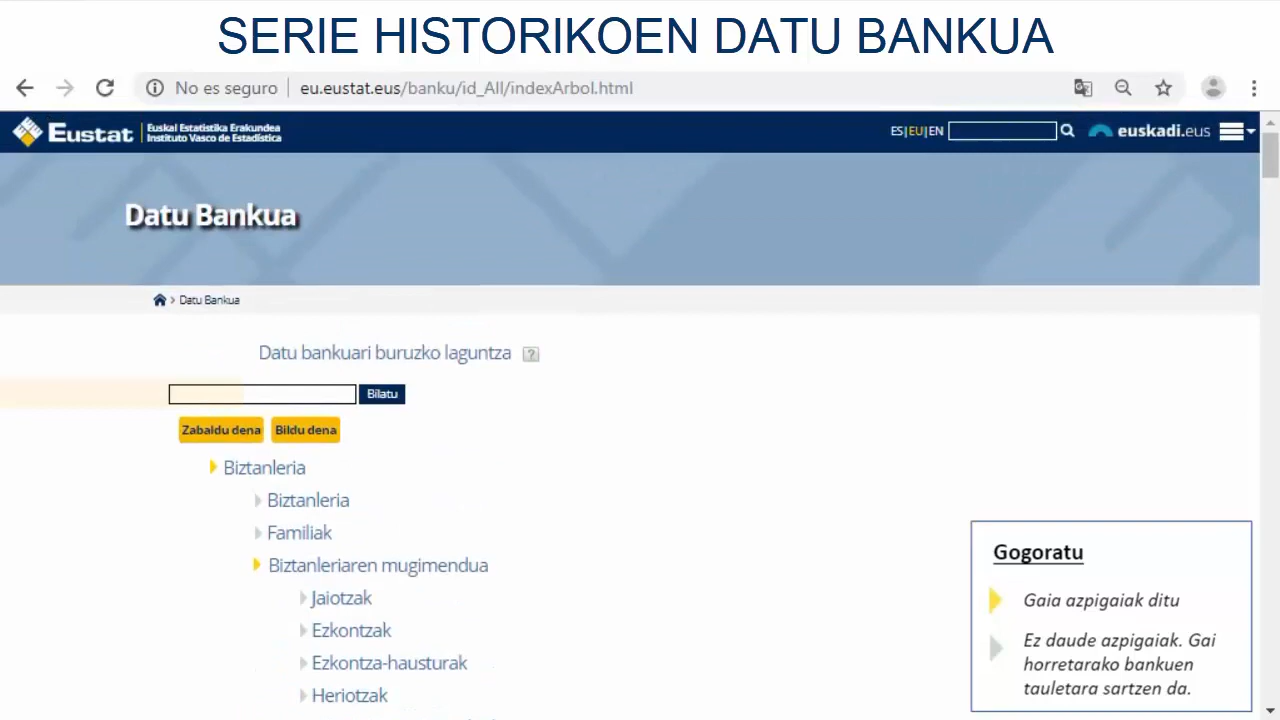 SERIE HISTORIKOEN DATU BANKUA
No es seguro eu.eustat.eus/banku/id_All/indexArbol.html
Eustat Euskal Estatistika Erakundea
Instituto Vasco de Estadística
ES|EU|EN euskadi.eus
Datu Bankua
> Datu Bankua
Datu bankuari buruzko laguntza ?
Bilatu
Zabaldu dena Bildu dena
Biztanleria
Biztanleria
Familiak
Biztanleriaren mugimendua
Jaiotzak
Ezkontzak
Ezkontza-hausturak
Heriotzak
Gogoratu
Gaia azpigaiak ditu
Ez daude azpigaiak. Gai
horretarako bankuen
tauletara sartzen da.